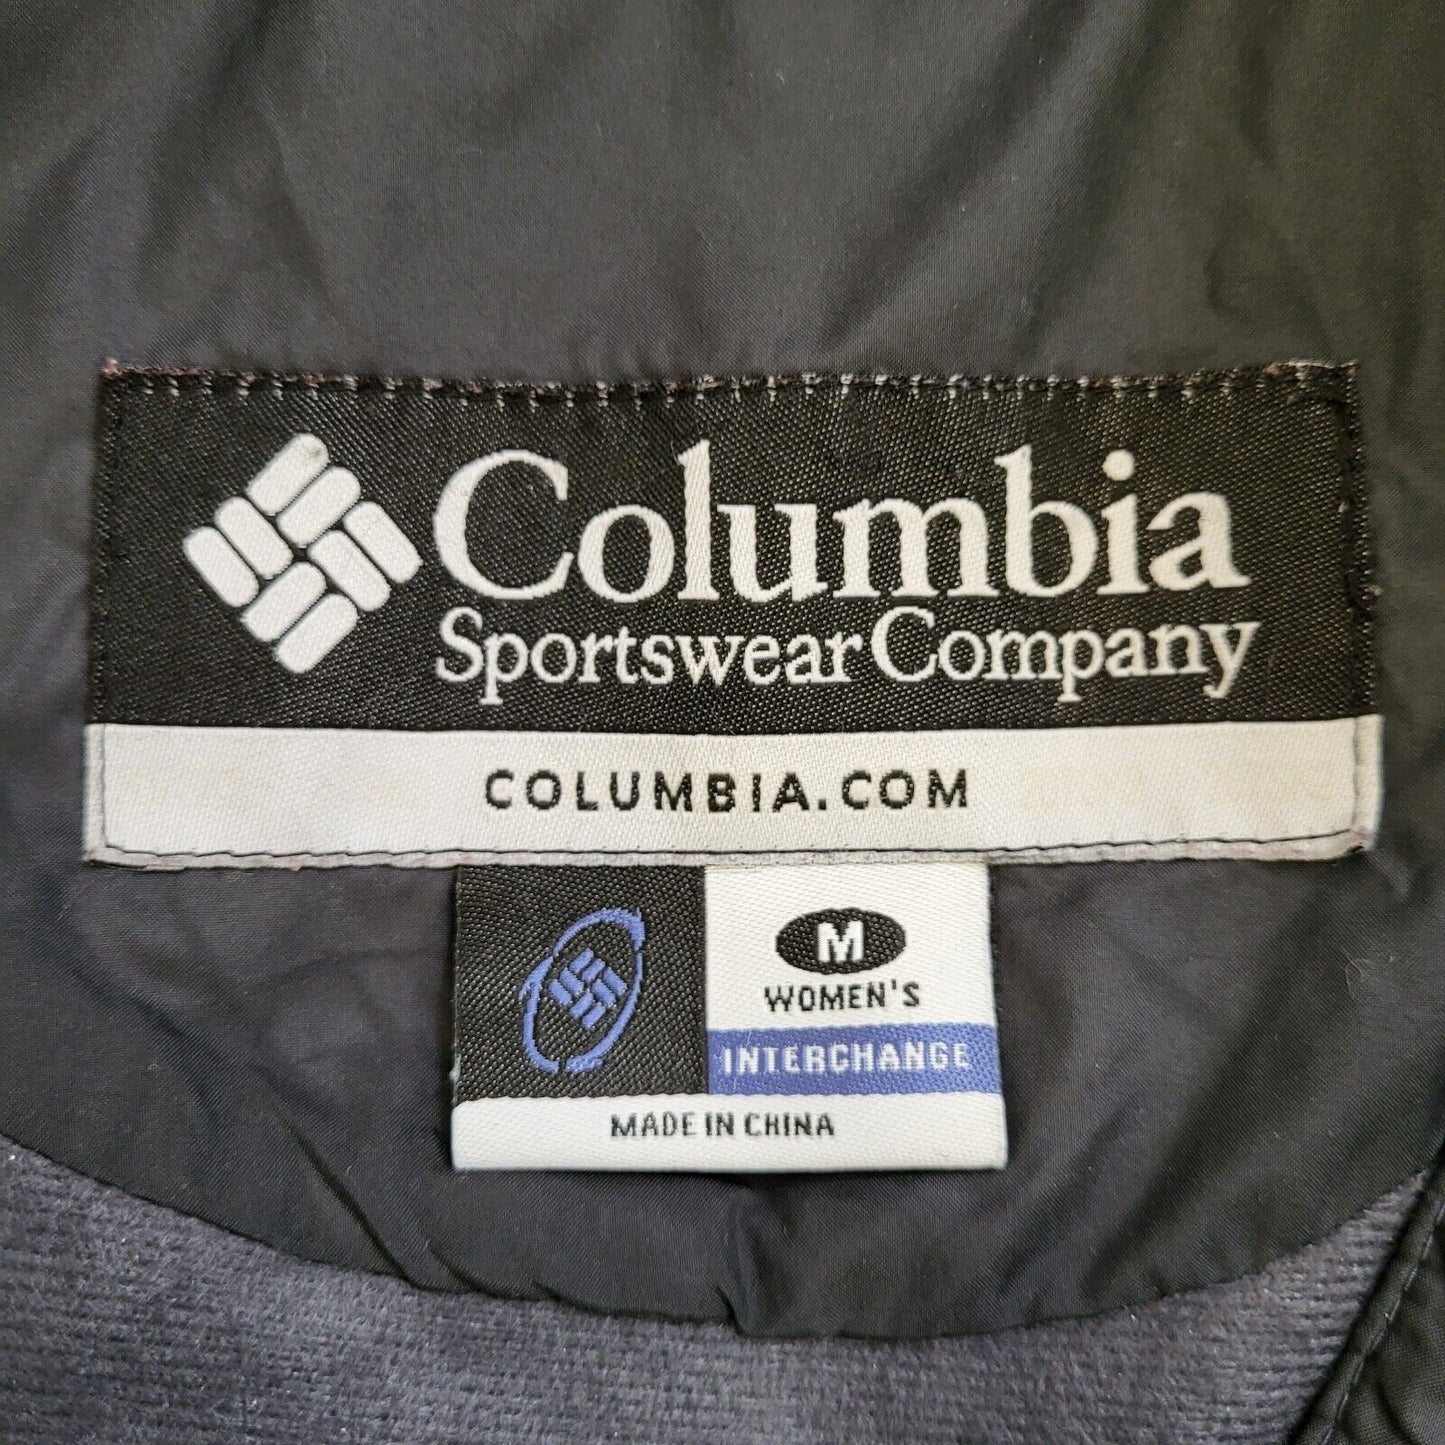 Columbia
Sportswear Company
COLUMBIA.COM
M
WOMEN'S
INTERCHANGE
MADE IN CHINA